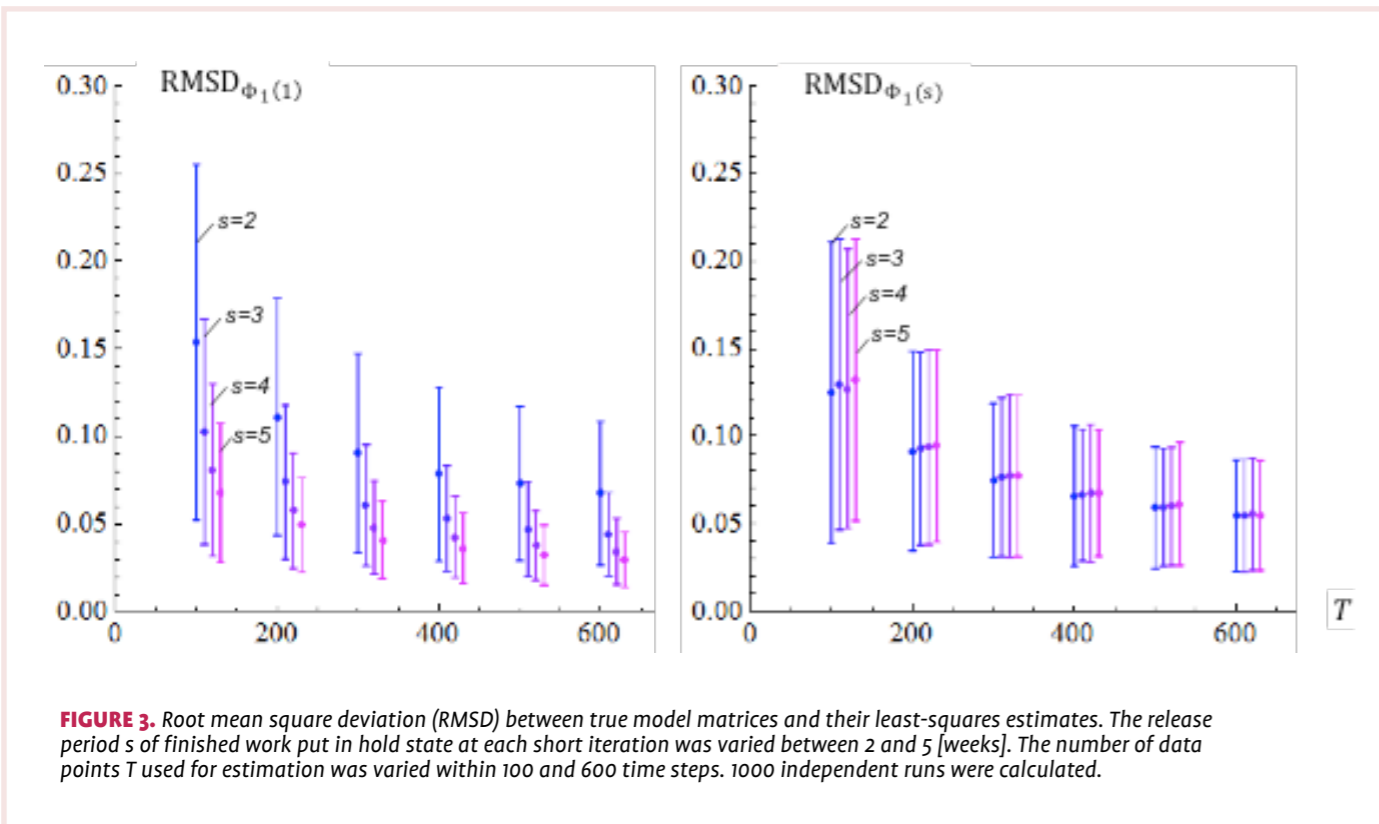 RMSDΦ₁(1)
0.30
0.25
0.20
0.15
0.10
0.05
0.00
s=2
s=3
s=4
s=5
0 200 400 600
RMSDΦ₁(s)
0.30
0.25
0.20
0.15
0.10
0.05
0.00
s=2
s=3
s=4
s=5
0 200 400 600
T
FIGURE 3. Root mean square deviation (RMSD) between true model matrices and their least-squares estimates. The release
period s of finished work put in hold state at each short iteration was varied between 2 and 5 [weeks]. The number of data
points T used for estimation was varied within 100 and 600 time steps. 1000 independent runs were calculated.